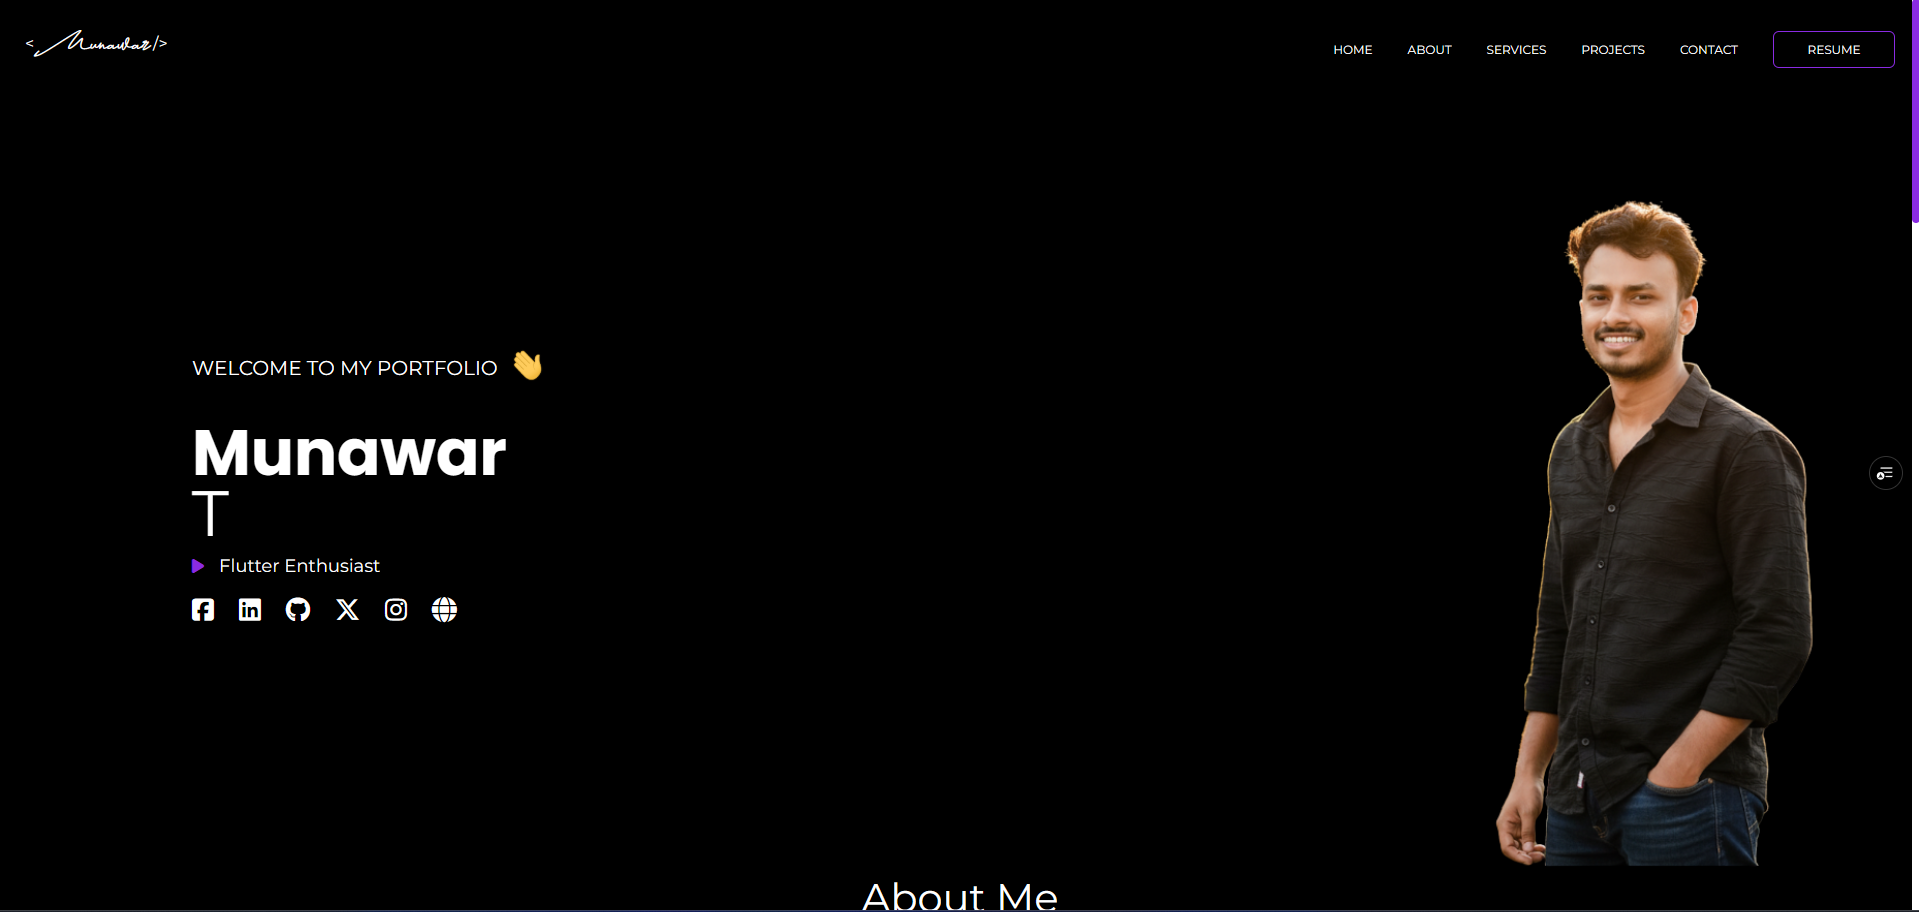 <Munawar/>
HOME ABOUT SERVICES PROJECTS CONTACT RESUME
WELCOME TO MY PORTFOLIO 👋
Munawar
T
Flutter Enthusiast
About Me